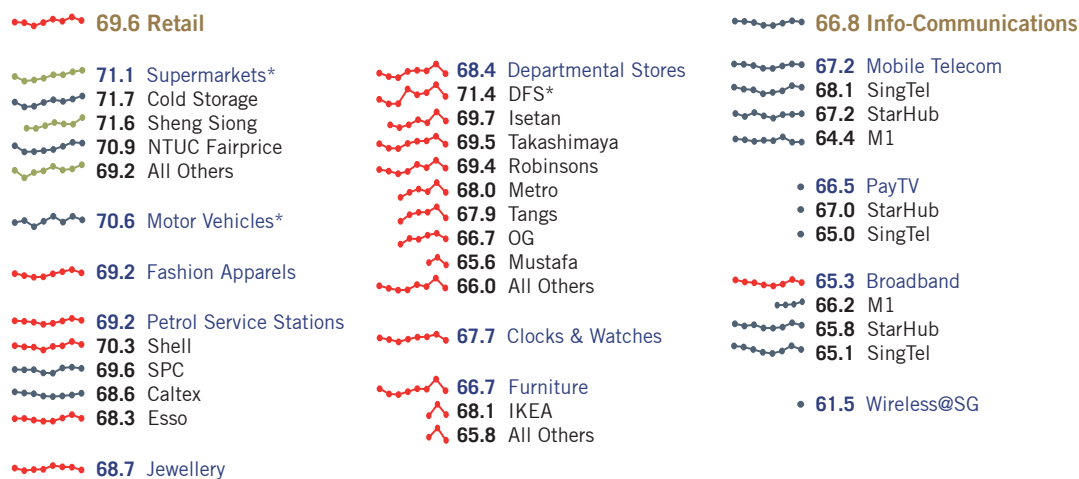 69.6 Retail
71.1 Supermarkets*
71.7 Cold Storage
71.6 Sheng Siong
70.9 NTUC Fairprice
69.2 All Others
70.6 Motor Vehicles*
69.2 Fashion Apparels
69.2 Petrol Service Stations
70.3 Shell
69.6 SPC
68.6 Caltex
68.3 Esso
68.7 Jewellery
68.4 Departmental Stores
71.4 DFS*
69.7 Isetan
69.5 Takashimaya
69.4 Robinsons
68.0 Metro
67.9 Tangs
66.7 OG
65.6 Mustafa
66.0 All Others
67.7 Clocks & Watches
66.7 Furniture
68.1 IKEA
65.8 All Others
66.8 Info-Communications
67.2 Mobile Telecom
68.1 SingTel
67.2 StarHub
64.4 M1
66.5 PayTV
67.0 StarHub
65.0 SingTel
65.3 Broadband
66.2 M1
65.8 StarHub
65.1 SingTel
61.5 Wireless@SG